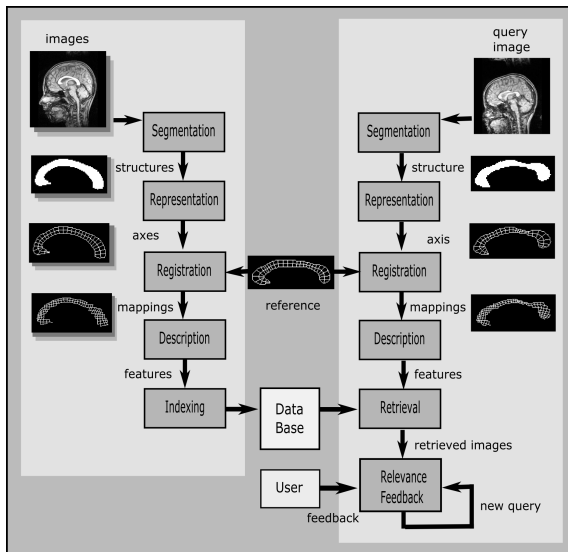 images
Segmentation
structures
Representation
axes
Registration
mappings
Description
features
Indexing
reference
Data
Base
User
feedback
query
image
Segmentation
structure
Representation
axis
Registration
mappings
Description
features
Retrieval
retrieved images
Relevance
Feedback
new query